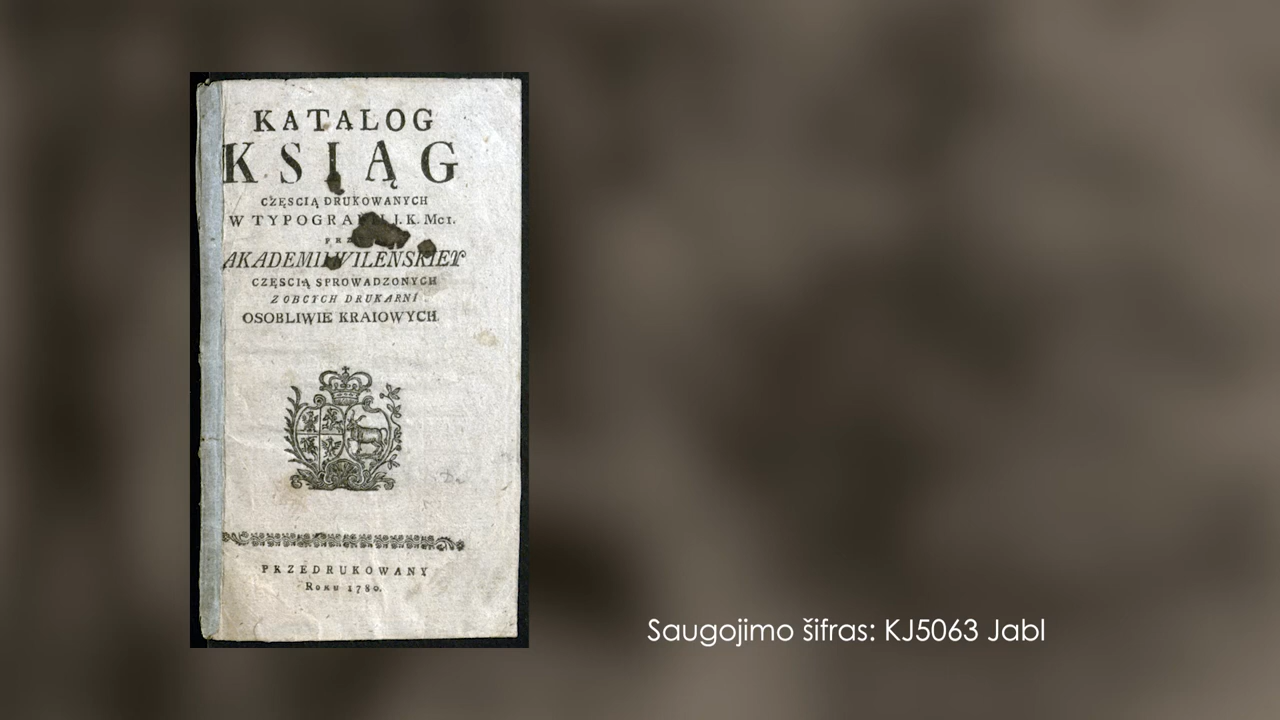 KATALOG
KSIĄG
CZĘSCIĄ DRUKOWANYCH
W TYPOGRA J. K. Mci.
AKADEMII WILENSKIEY
CZĘSCIĄ SPROWADZONYCH
Z OBCYCH DRUKARNI
OSOBLIWIE KRAIOWYCH
PRZEDRUKOWANY
Roku 1780.
Saugojimo šifras: KJ5063 Jabl